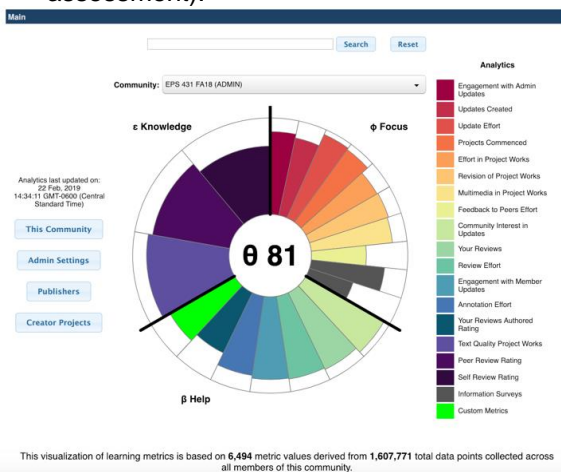 assessment).
Main
Search
Reset
Analytics
Community:
EPS 431 FA18 (ADMIN)
ε Knowledge
φ Focus
θ 81
β Help
Analytics last updated on:
22 Feb, 2019
14:34:11 GMT-0600 (Central
Standard Time)
This Community
Admin Settings
Publishers
Creator Projects
Engagement with Admin
Updates
Updates Created
Update Effort
Projects Commenced
Effort in Project Works
Revision of Project Works
Multimedia in Project Works
Feedback to Peers Effort
Community Interest in
Updates
Your Reviews
Review Effort
Engagement with Member
Updates
Annotation Effort
Your Reviews Authored
Rating
Text Quality Project Works
Peer Review Rating
Self Review Rating
Information Surveys
Custom Metrics
This visualization of learning metrics is based on 6,494 metric values derived from 1,607,771 total data points collected across
all members of this community.